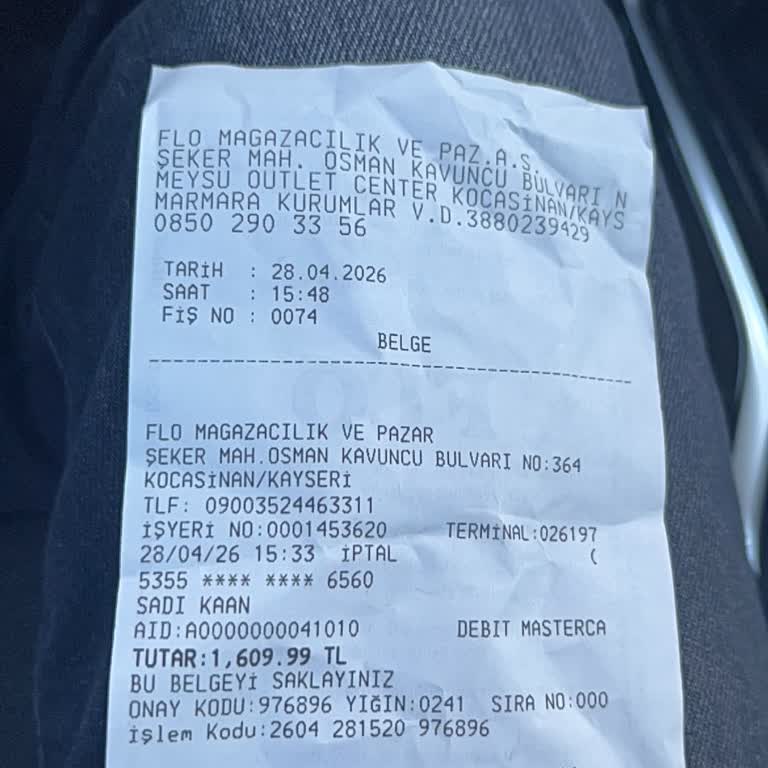 FLO MAGAZACILIK VE PAZ.A.Ş.
ŞEKER MAH. OSMAN KAVUNCU BULVARI N
MEYSU OUTLET CENTER KOCASİNAN/KAYS
MARMARA KURUMLAR V.D.3880239429
0850 290 33 56
TARİH : 28.04.2026
SAAT : 15:48
FİŞ NO : 0074
BELGE
FLO MAGAZACILIK VE PAZAR
ŞEKER MAH.OSMAN KAVUNCU BULVARI NO:364
KOCASİNAN/KAYSERİ
TLF: 09003524463311
İŞYERİ NO:0001453620 TERMİNAL:026197
28/04/26 15:33 İPTAL (
5355 **** **** 6560
SADI KAAN
AID:A0000000041010 DEBIT MASTERCA
TUTAR:1,609.99 TL
BU BELGEYİ SAKLAYINIZ
ONAY KODU:976896 YIĞIN:0241 SIRA NO:000
İşlem Kodu:2604 281520 976896